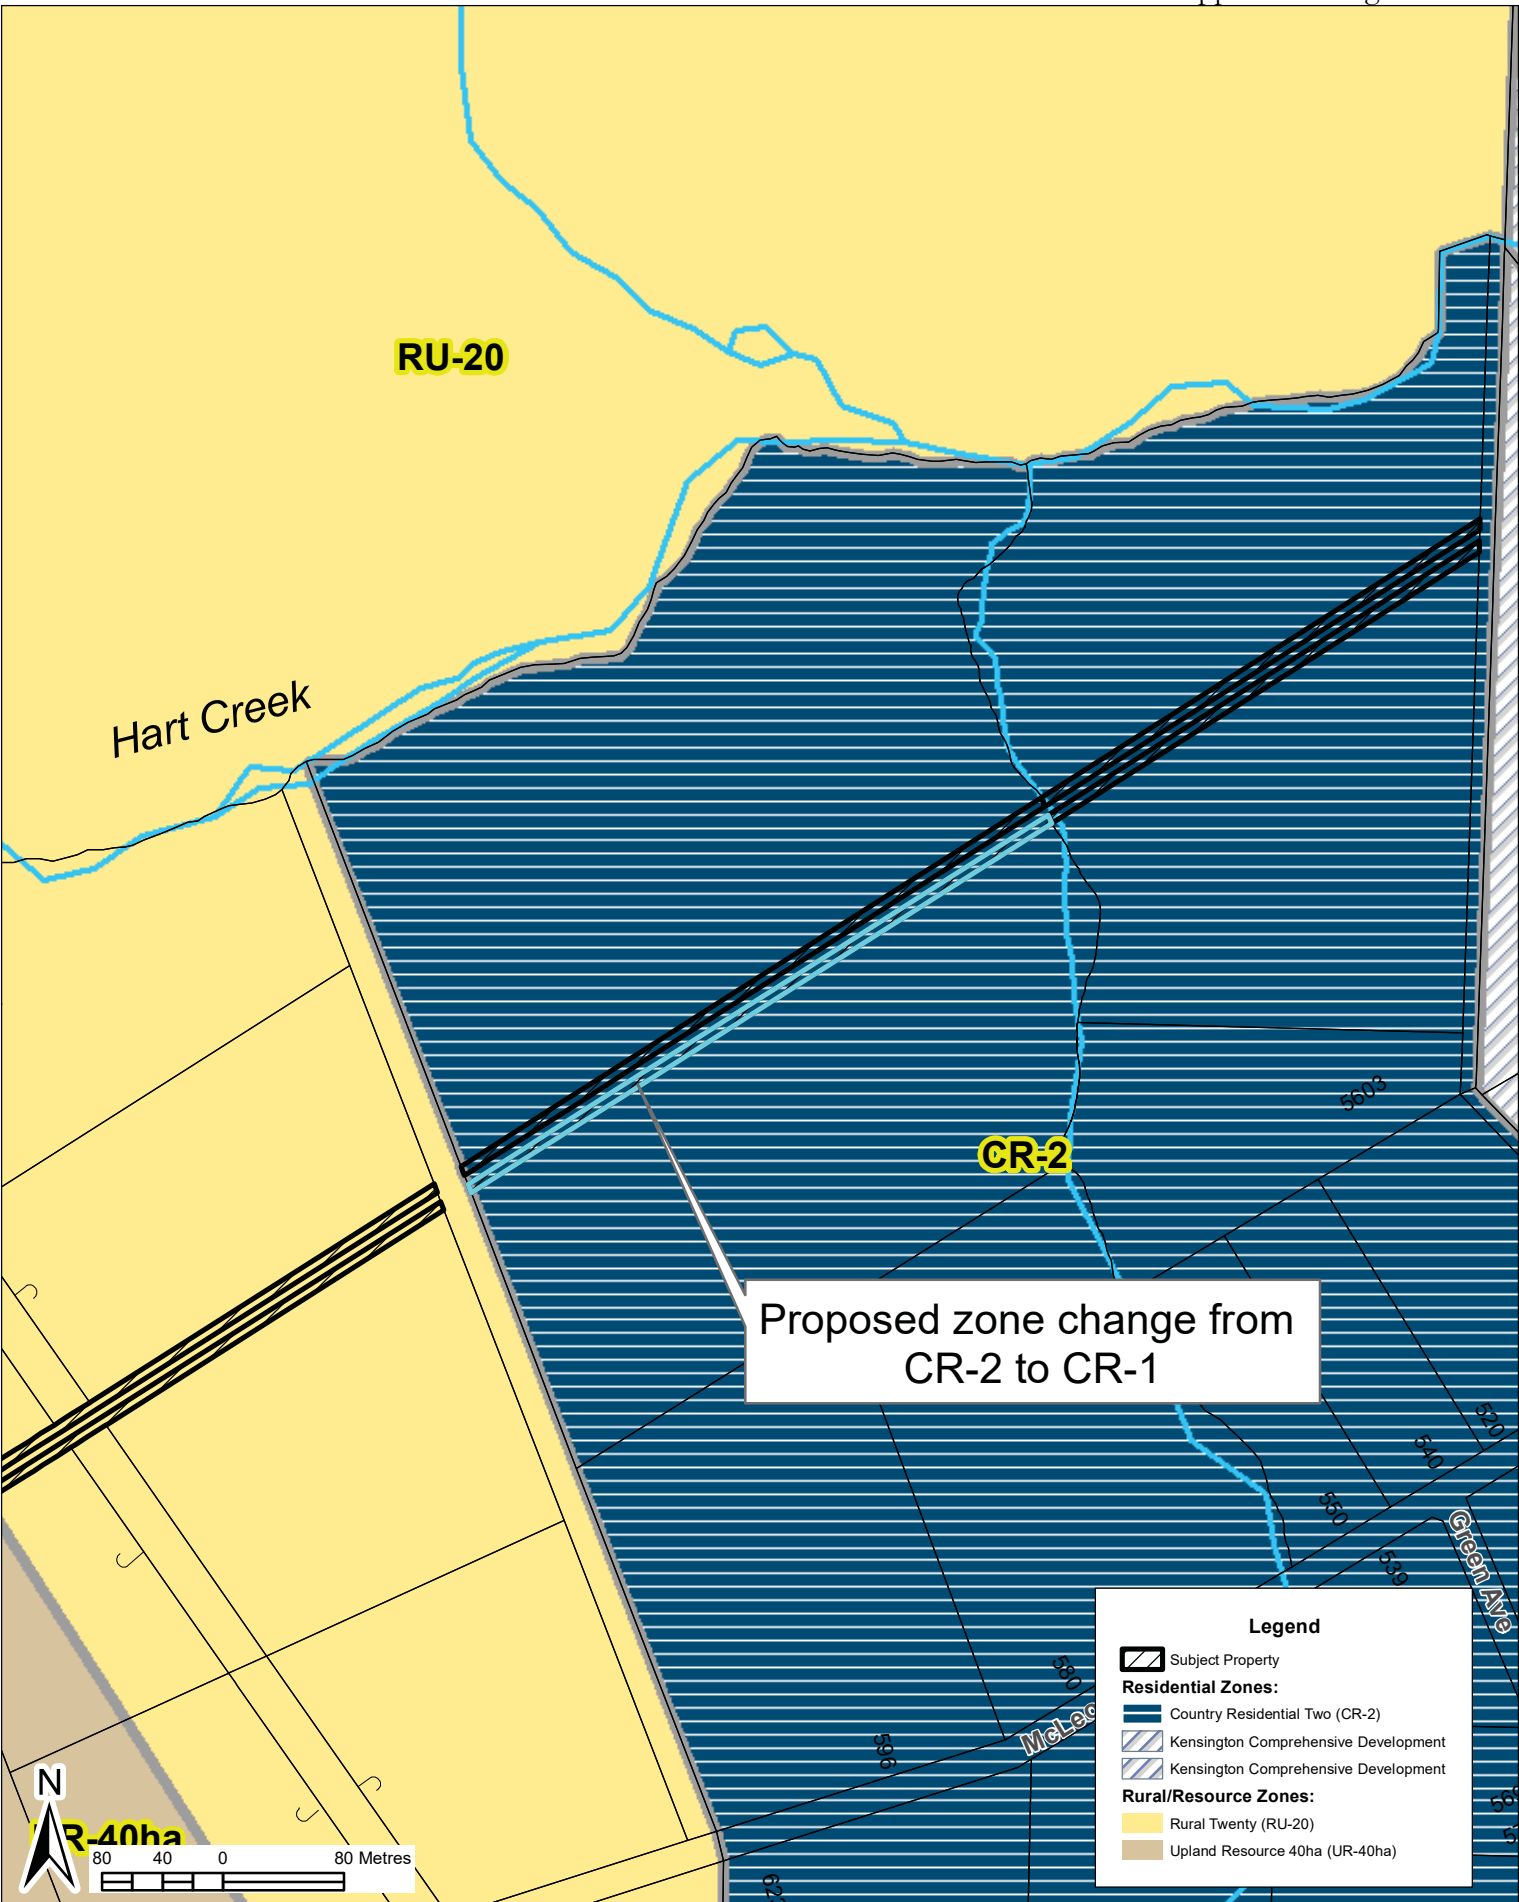 RU-20
Hart Creek
5603
CR-2
Proposed zone change from
CR-2 to CR-1
520
540
550
539
Green Ave
580
596
Legend
Subject Property
Residential Zones:
Country Residential Two (CR-2)
Kensington Comprehensive Development
Kensington Comprehensive Development
Rural/Resource Zones:
Rural Twenty (RU-20)
Upland Resource 40ha (UR-40ha)
N
R-40ha
80 40 0 80 Metres